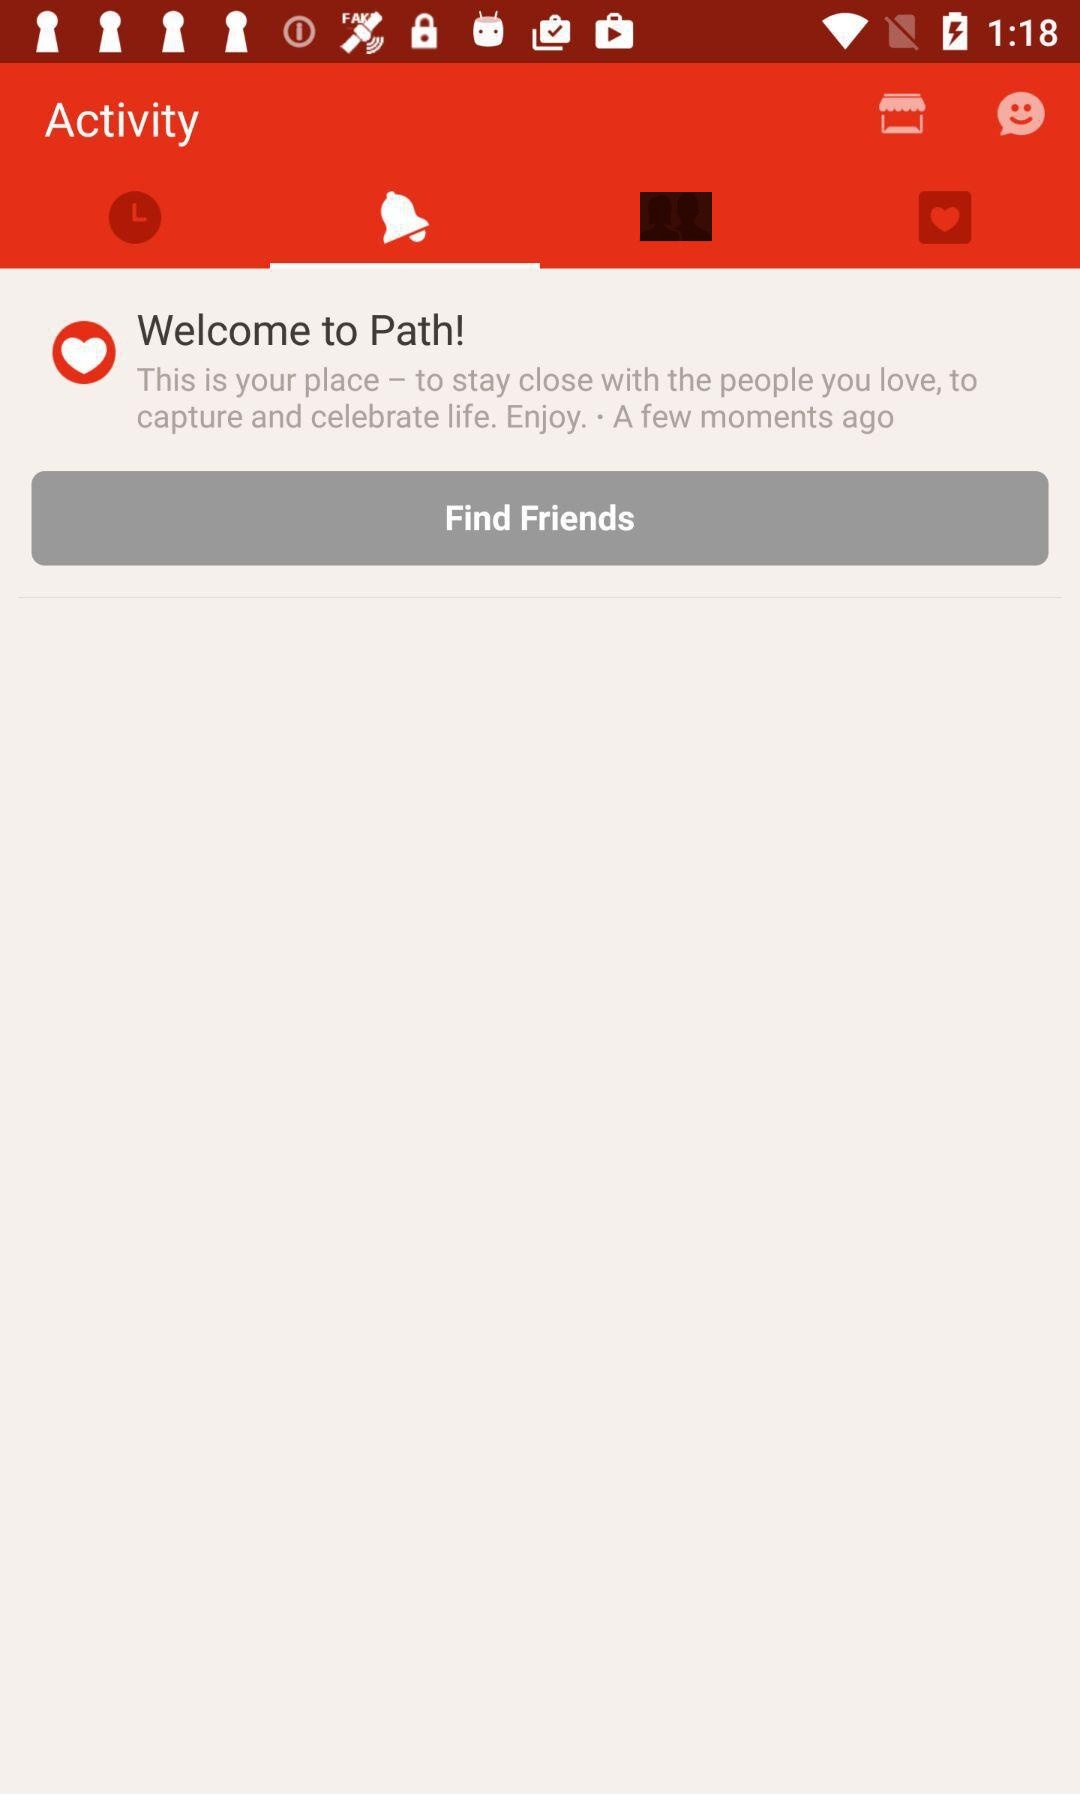 FAKE
1:18
Activity
Welcome to Path!
This is your place – to stay close with the people you love, to
capture and celebrate life. Enjoy. · A few moments ago
Find Friends